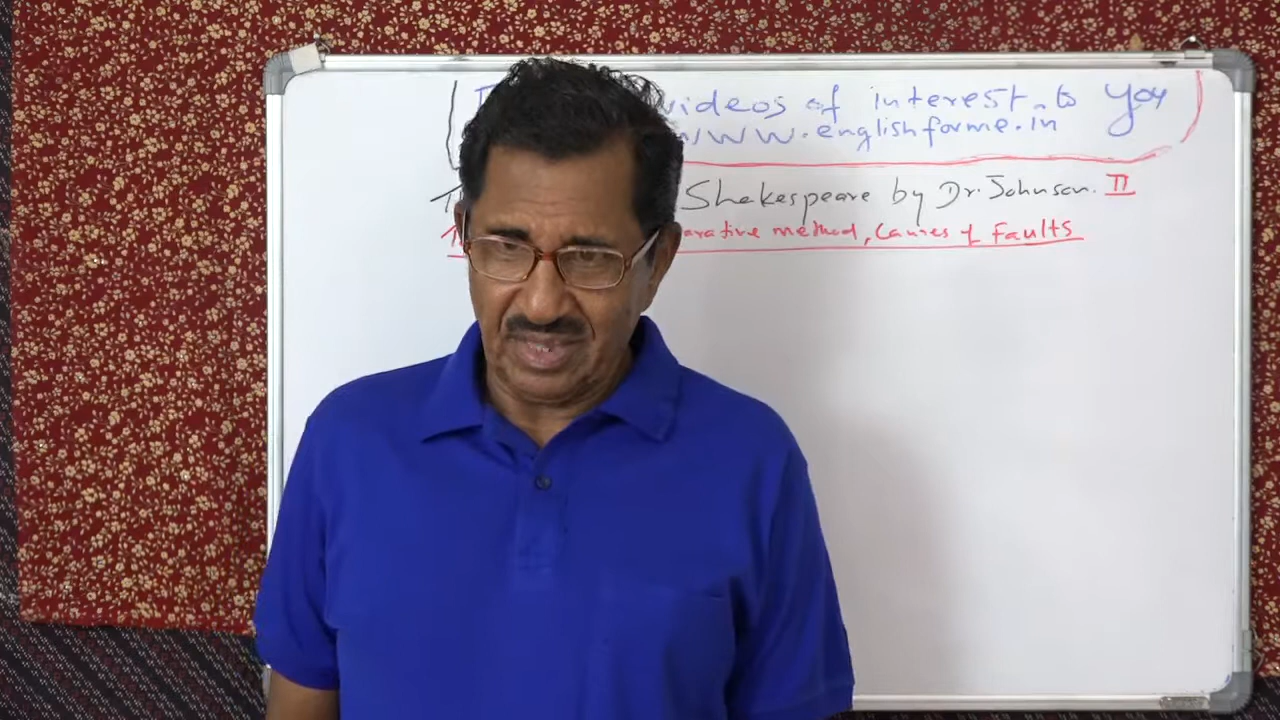 videos of interest to you
WWW.englishforme.in
Shakespeare by Dr. Johnson. II
method, Causes of Faults